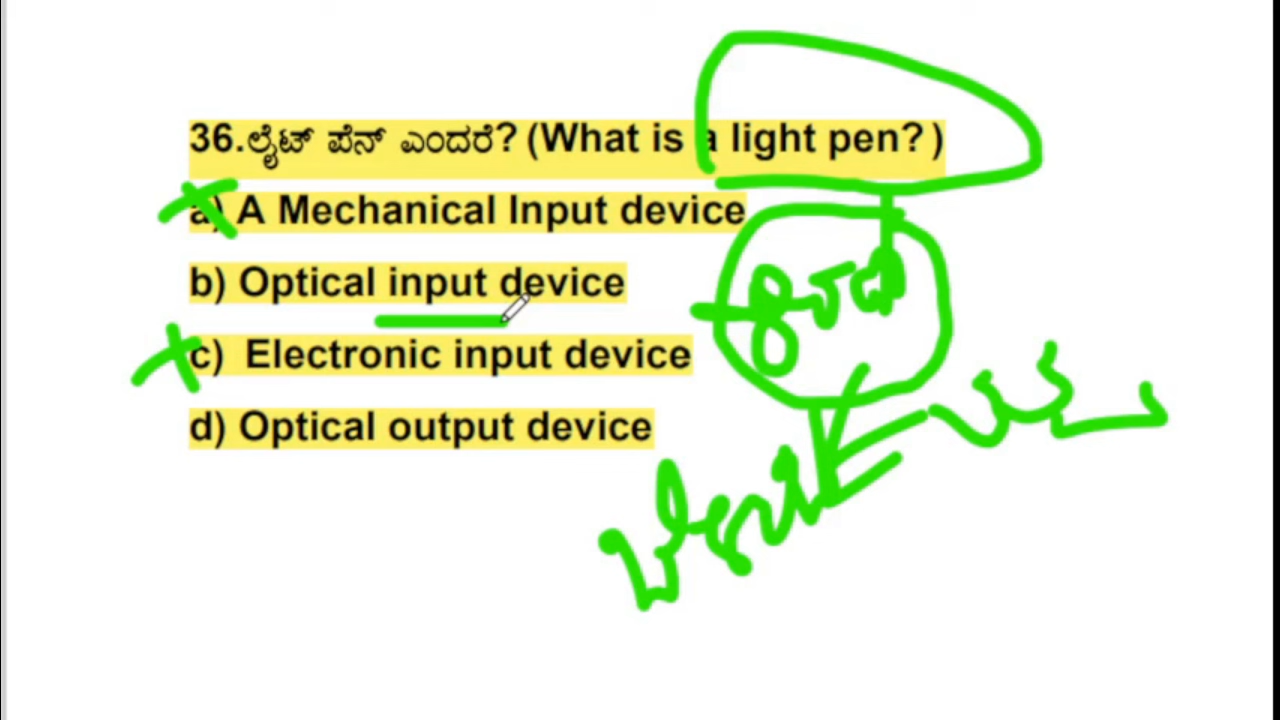 36.ಲೈಟ್ ಪೆನ್ ಎಂದರೆ? (What is a light pen? )
a) A Mechanical Input device
b) Optical input device
c) Electronic input device
d) Optical output device